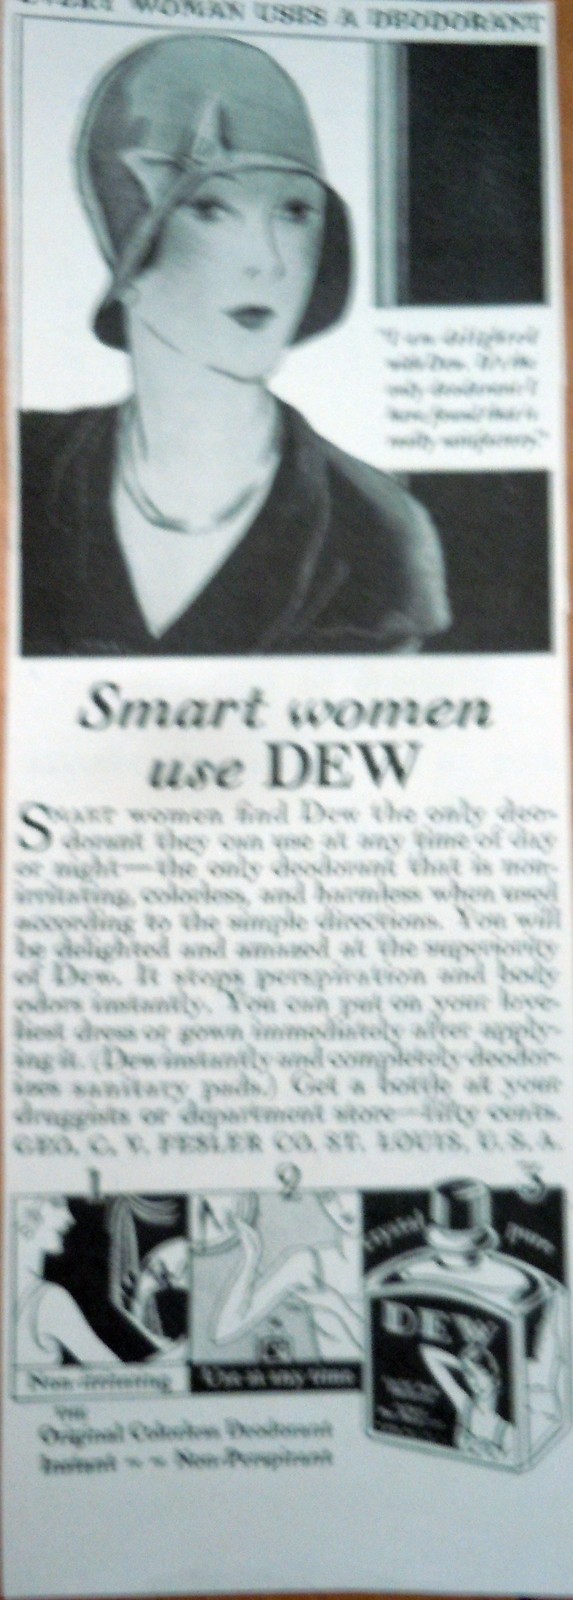 EVERY WOMAN USES A DEODORANT
"I am delighted
with Dew. It's the
only deodorant I
have found that is
really satisfactory."
Smart women
use DEW
SMART women find Dew the only deo-
dorant they can use at any time of day
or night—the only deodorant that is non-
irritating, colorless, and harmless when used
according to the simple directions. You will
be delighted and amazed at the superiority
of Dew. It stops perspiration and body
odors instantly. You can put on your love-
liest dress or gown immediately after apply-
ing it. (Dew instantly and completely deodor-
izes sanitary pads.) Get a bottle at your
druggists or department store—fifty cents.
GEO. C. V. FESLER CO. ST. LOUIS, U.S.A.
1 2 3
crystal pure
DEW
Non-irritating
Use at any time
THE
Original Colorless Deodorant
Instant ~ ~ Non-Perspirant